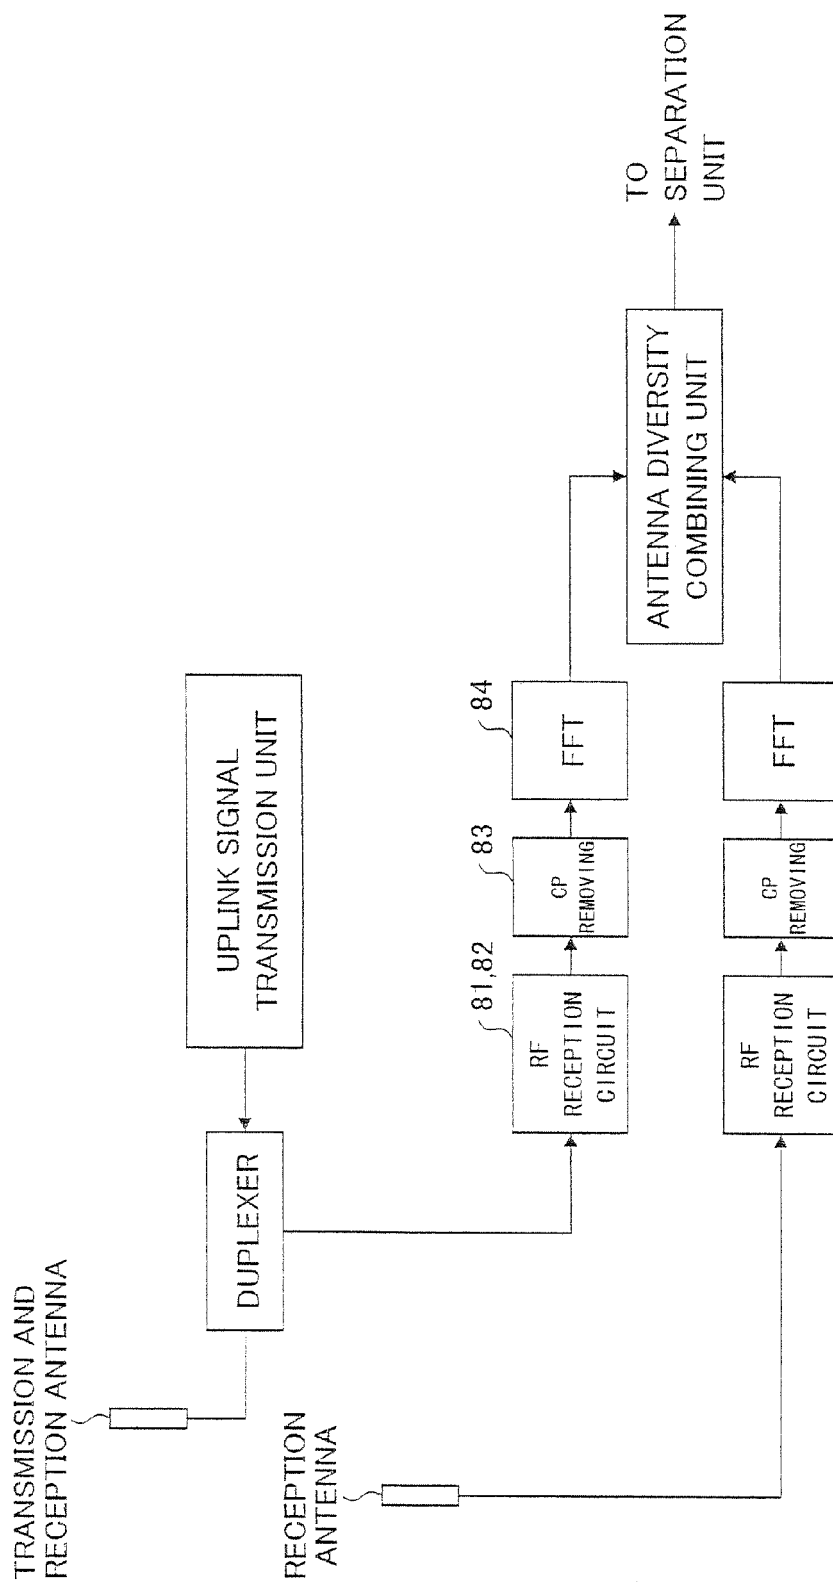 TRANSMISSION AND
RECEPTION ANTENNA
DUPLEXER
UPLINK SIGNAL
TRANSMISSION UNIT
RECEPTION
ANTENNA
81,82
RF
RECEPTION
CIRCUIT
83
CP
REMOVING
84
FFT
RF
RECEPTION
CIRCUIT
CP
REMOVING
FFT
ANTENNA DIVERSITY
COMBINING UNIT
TO
SEPARATION
UNIT